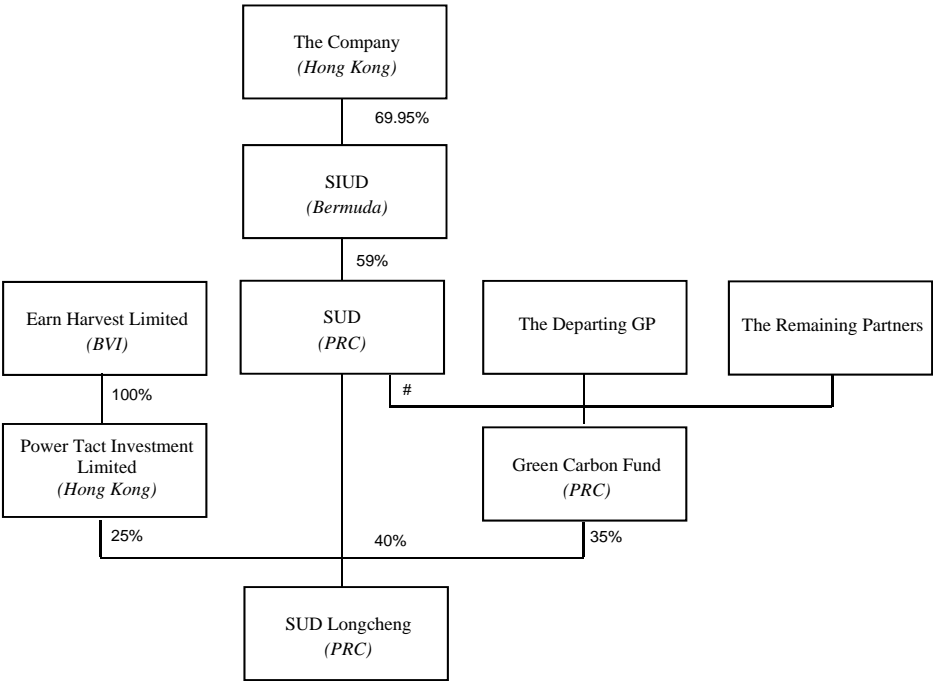 The Company
(Hong Kong)
69.95%
SIUD
(Bermuda)
59%
Earn Harvest Limited
(BVI)
SUD
(PRC)
The Departing GP
The Remaining Partners
100%
#
Power Tact Investment
Limited
(Hong Kong)
Green Carbon Fund
(PRC)
25%
40%
35%
SUD Longcheng
(PRC)